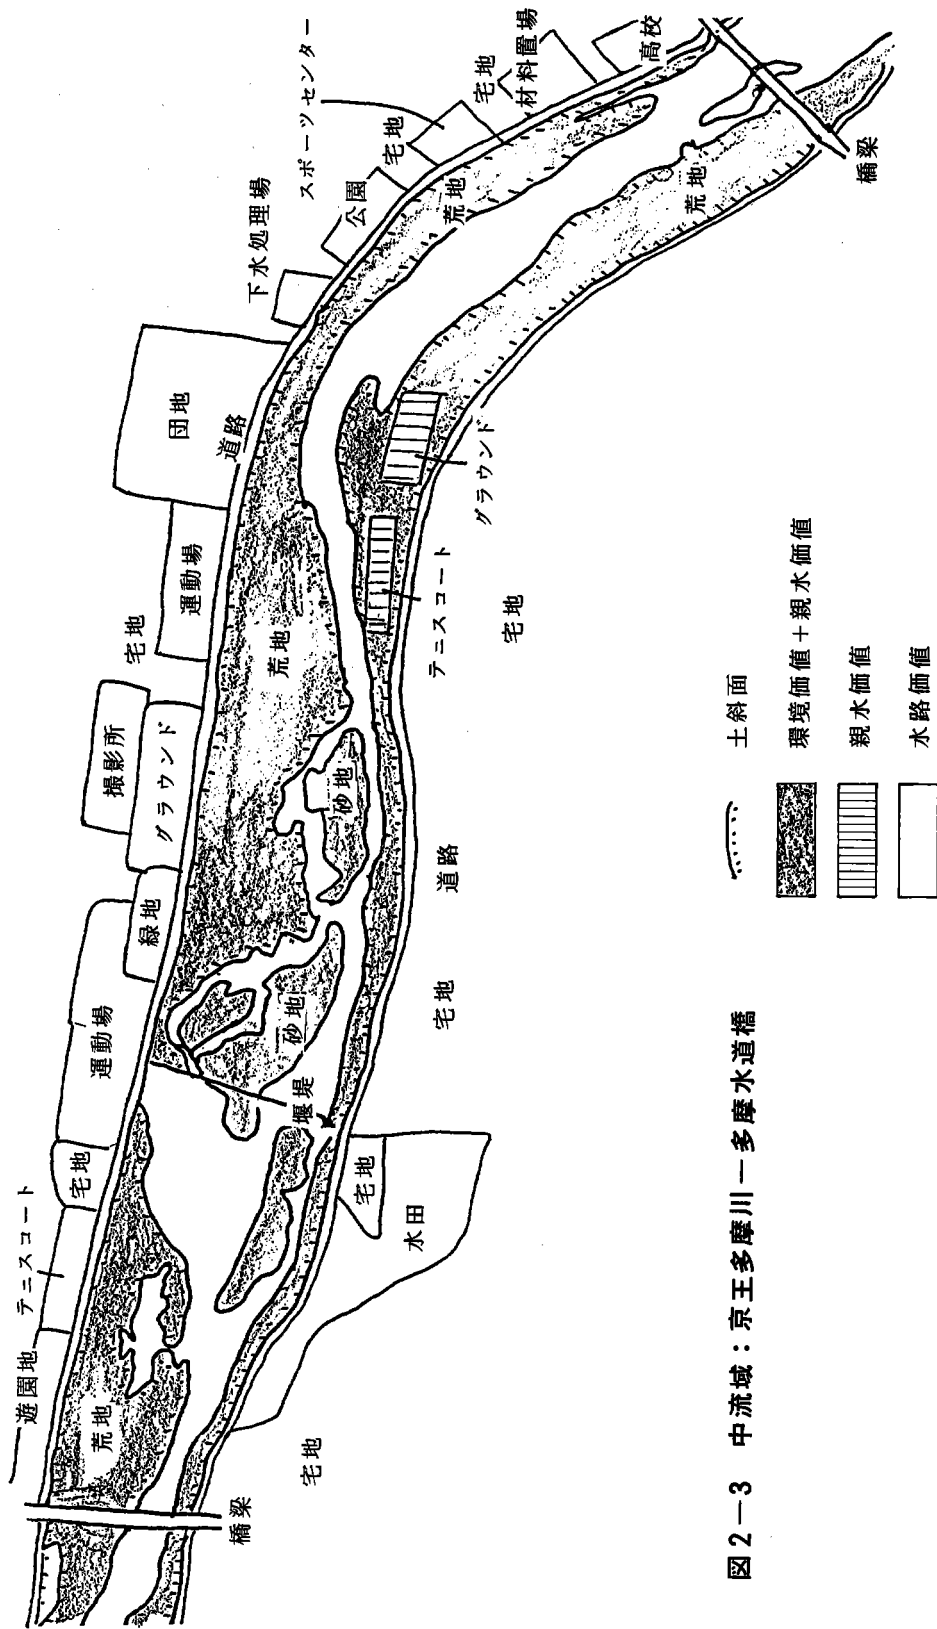 遊園地
テニスコート
宅地
運動場
緑地
グラウンド
撮影所
宅地
運動場
団地
道路
下水処理場
スポーツセンター
公園
宅地
宅地
材料置場
高校
荒地
荒地
荒地
荒地
砂地
砂地
堰堤
橋梁
宅地
宅地
水田
宅地
道路
テニスコート
グラウンド
宅地
橋梁
土斜面
環境価値+親水価値
親水価値
水路価値
図2-3 中流域:京王多摩川—多摩水道橋